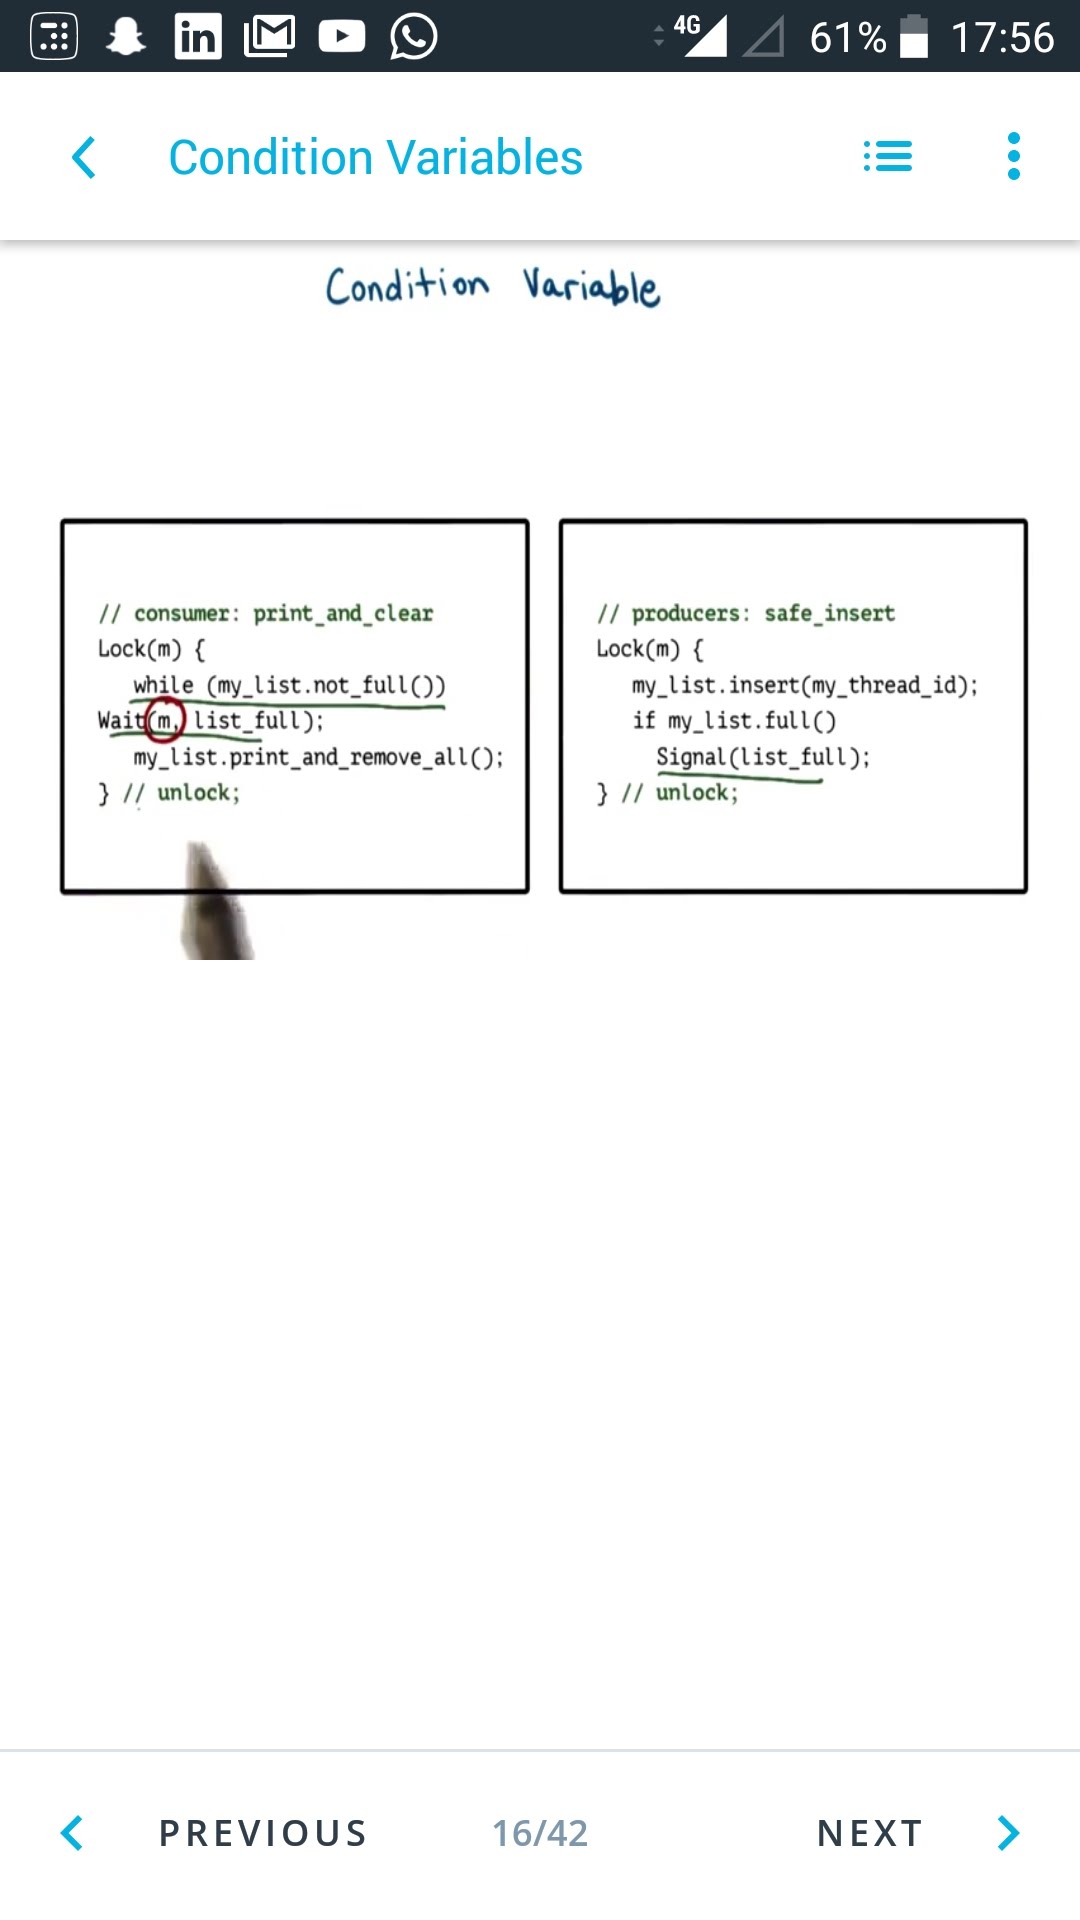 4G 61% 17:56
Condition Variables
Condition Variable
// consumer: print_and_clear
Lock(m) {
while (my_list.not_full())
Wait(m, list_full);
my_list.print_and_remove_all();
} // unlock;
// producers: safe_insert
Lock(m) {
my_list.insert(my_thread_id);
if my_list.full()
Signal(list_full);
} // unlock;
PREVIOUS 16/42 NEXT